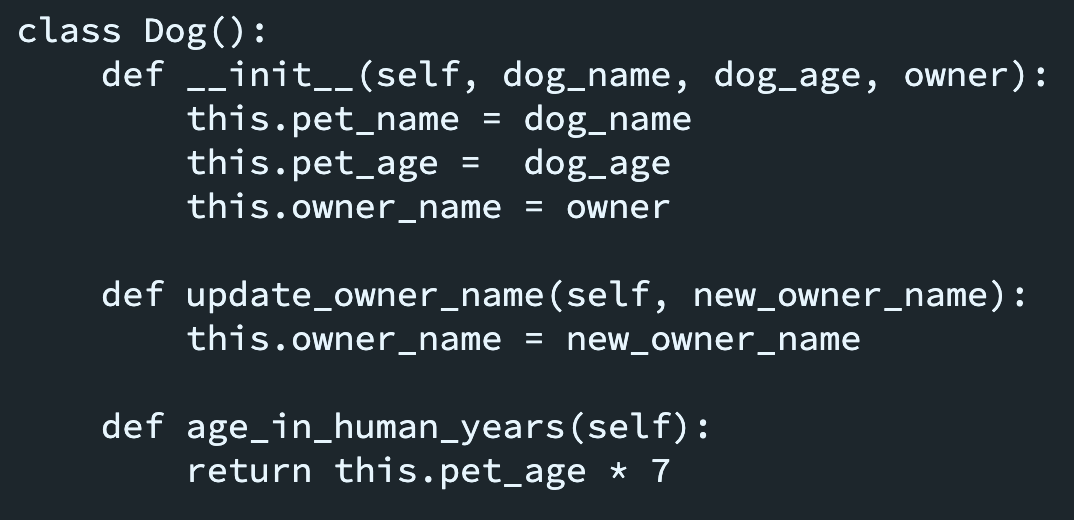 class Dog():
    def __init__(self, dog_name, dog_age, owner):
        this.pet_name = dog_name
        this.pet_age =  dog_age
        this.owner_name = owner

    def update_owner_name(self, new_owner_name):
        this.owner_name = new_owner_name

    def age_in_human_years(self):
        return this.pet_age * 7